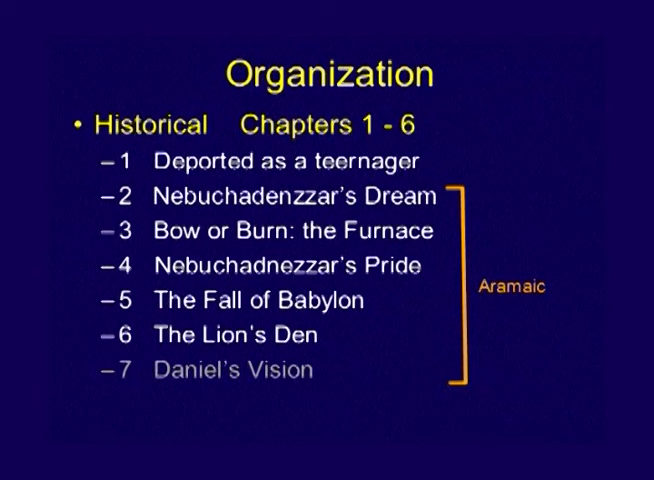 Organization
• Historical Chapters 1 - 6
– 1 Deported as a teernager
– 2 Nebuchadenzzar's Dream
– 3 Bow or Burn: the Furnace
– 4 Nebuchadnezzar's Pride
– 5 The Fall of Babylon
– 6 The Lion's Den
– 7 Daniel's Vision
Aramaic